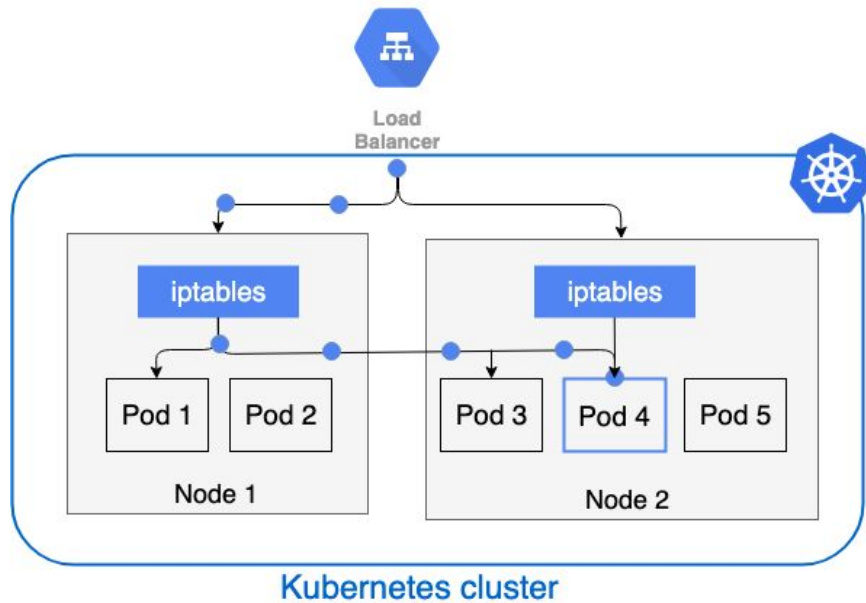 Load
Balancer
iptables
iptables
Pod 1
Pod 2
Pod 3
Pod 4
Pod 5
Node 1
Node 2
Kubernetes cluster